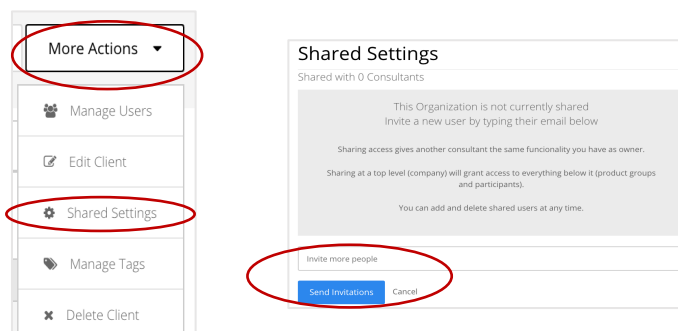 More Actions
Manage Users
Edit Client
Shared Settings
Manage Tags
Delete Client
Shared Settings
Shared with 0 Consultants
This Organization is not currently shared
Invite a new user by typing their email below
Sharing access gives another consultant the same funcionality you have as owner.
Sharing at a top level (company) will grant access to everything below it (product groups
and participants).
You can add and delete shared users at any time.
Invite more people
Send Invitations Cancel